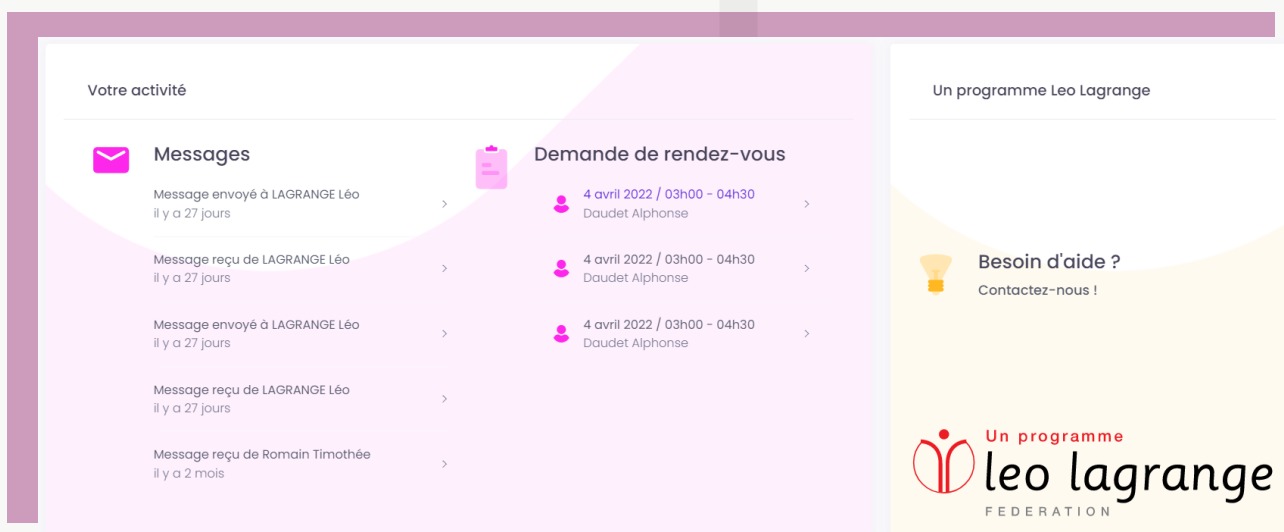 Votre activité
Messages
Message envoyé à LAGRANGE Léo
il y a 27 jours
Message reçu de LAGRANGE Léo
il y a 27 jours
Message envoyé à LAGRANGE Léo
il y a 27 jours
Message reçu de LAGRANGE Léo
il y a 27 jours
Message reçu de Romain Timothée
il y a 2 mois
Demande de rendez-vous
4 avril 2022 / 03h00 - 04h30
Daudet Alphonse
4 avril 2022 / 03h00 - 04h30
Daudet Alphonse
4 avril 2022 / 03h00 - 04h30
Daudet Alphonse
Un programme Leo Lagrange
Besoin d'aide ?
Contactez-nous !
Un programme
leo lagrange
FEDERATION